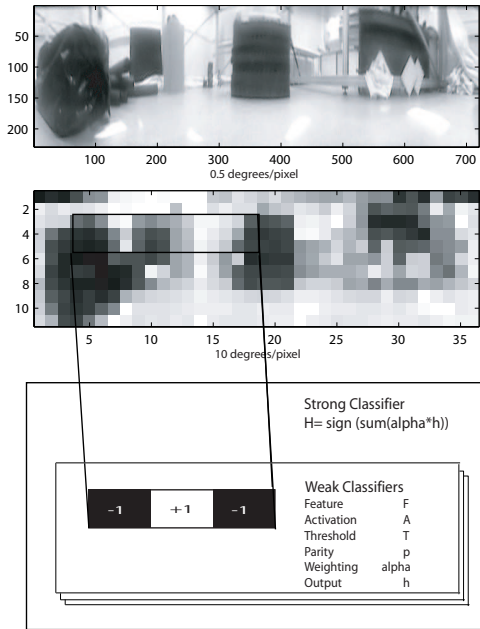 50
100
150
200
100 200 300 400 500 600 700
0.5 degrees/pixel
2
4
6
8
10
5 10 15 20 25 30 35
10 degrees/pixel
Strong Classifier
H= sign (sum(alpha*h))
Weak Classifiers
Feature F
Activation A
Threshold T
Parity p
Weighting alpha
Output h
-1 +1 -1